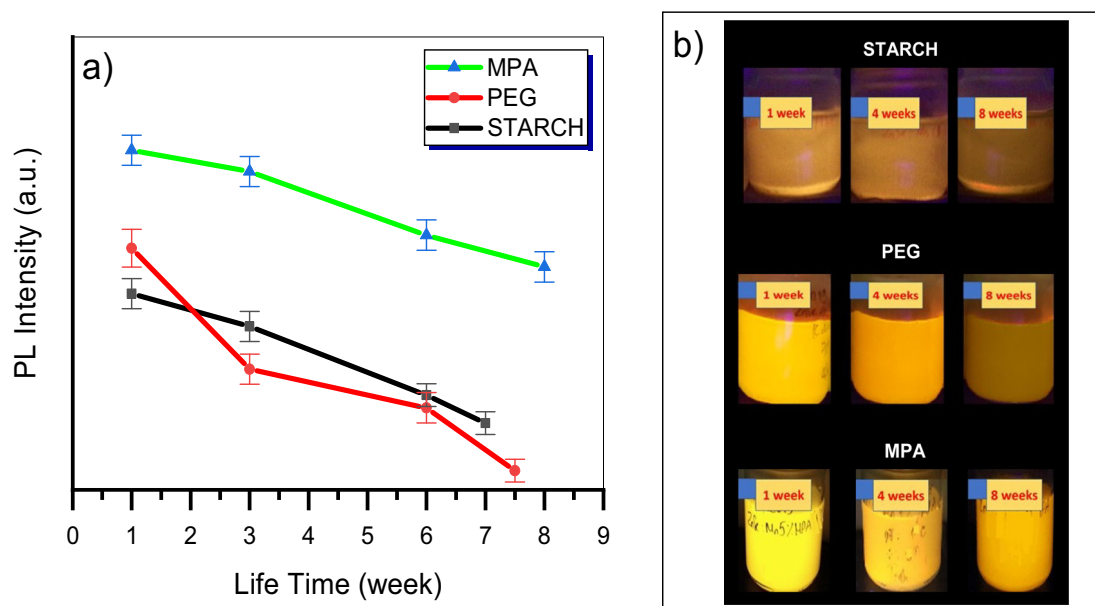 a)
MPA
PEG
STARCH
PL Intensity (a.u.)
0 1 2 3 4 5 6 7 8 9
Life Time (week)
b)
STARCH
1 week
4 weeks
8 weeks
PEG
1 week
4 weeks
8 weeks
MPA
1 week
4 weeks
8 weeks